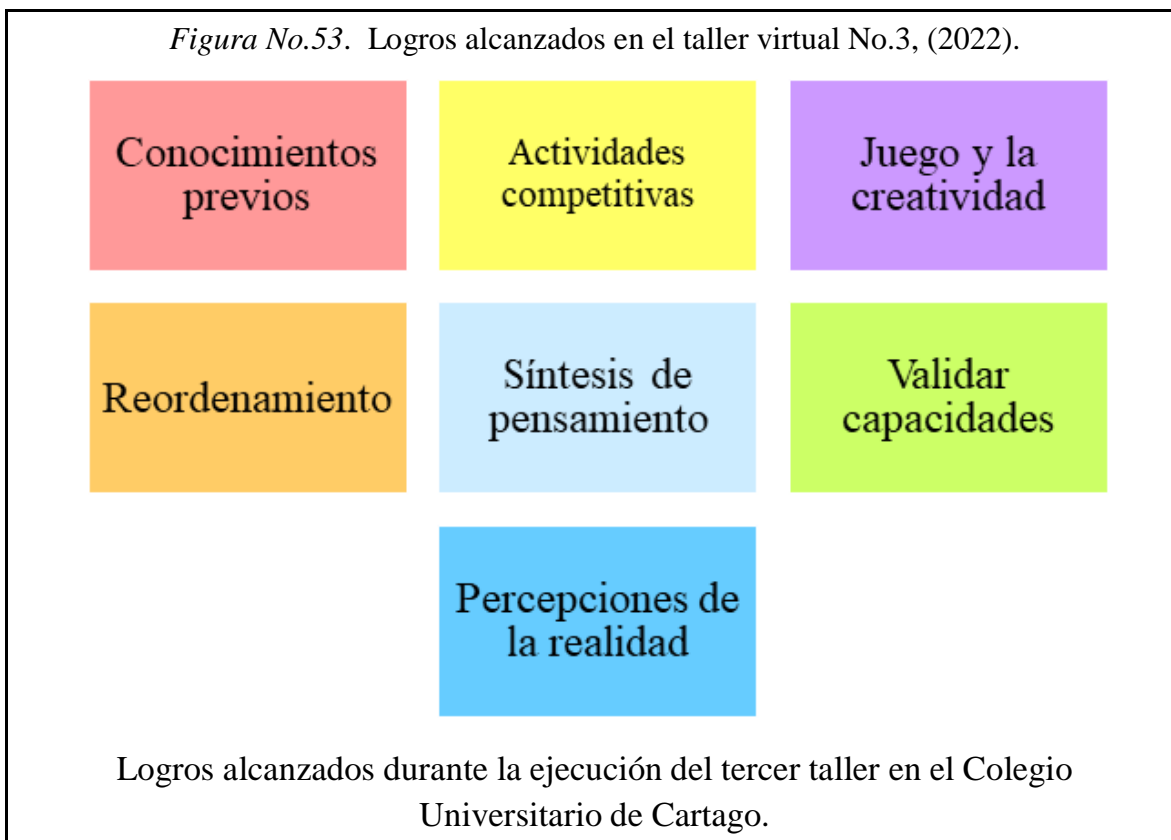 Figura No.53. Logros alcanzados en el taller virtual No.3, (2022).
Conocimientos
previos
Actividades
competitivas
Juego y la
creatividad
Reordenamiento
Síntesis de
pensamiento
Validar
capacidades
Percepciones de
la realidad
Logros alcanzados durante la ejecución del tercer taller en el Colegio
Universitario de Cartago.